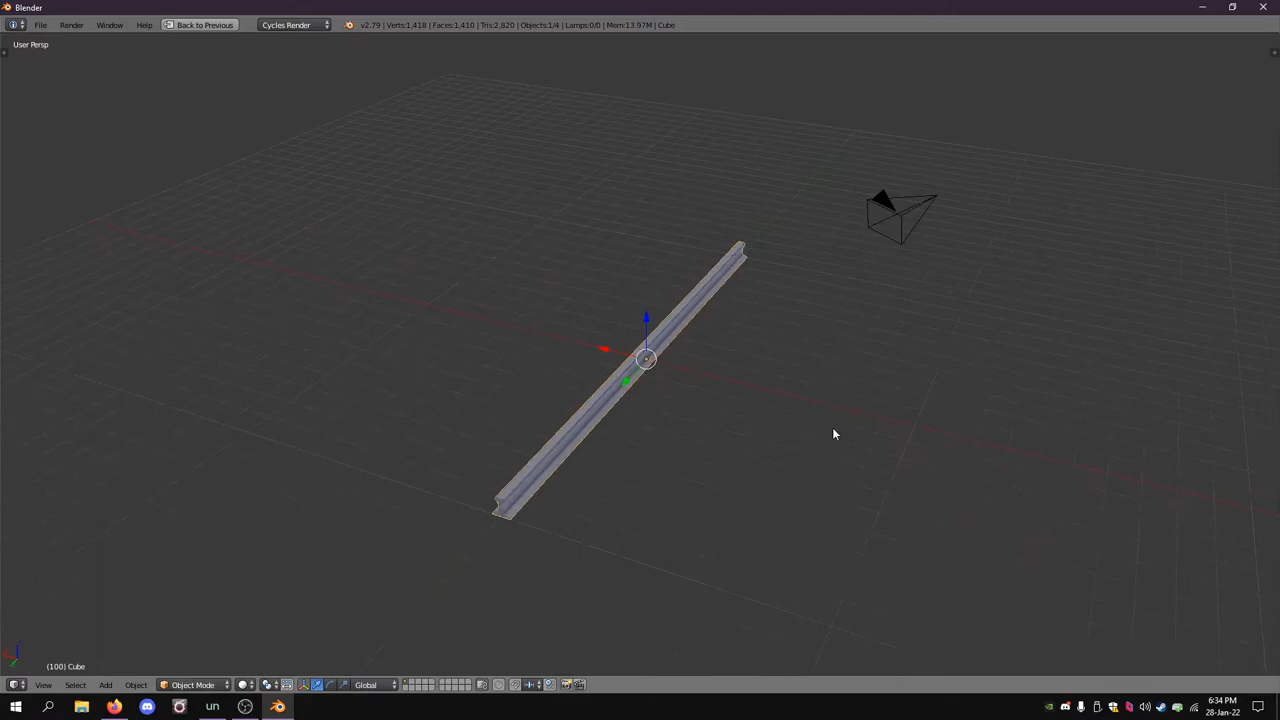 Blender
File Render Window Help Back to Previous Cycles Render v2.79 | Verts:1,418 | Faces:1,410 | Tris:2,820 | Objects:1/4 | Lamps:0/0 | Mem:13.97M | Cube
User Persp
(100) Cube
View Select Add Object Object Mode Global
un
6:34 PM
28-Jan-22